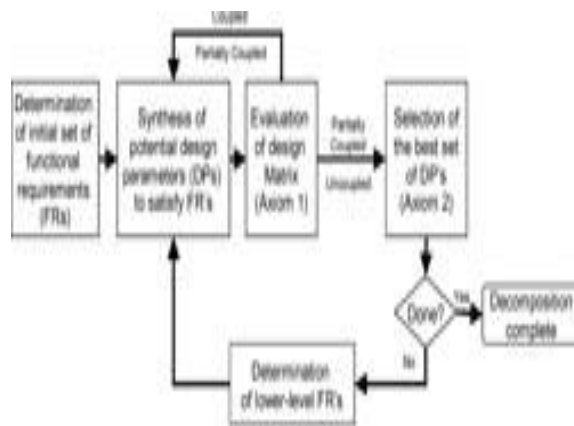 Coupled
Partially Coupled
Determination
of initial set of
functional
requirements
(FRs)
Synthesis of
potential design
parameters (DPs)
to satisfy FR's
Evaluation
of design
Matrix
(Axiom 1)
Partially
Coupled
Uncoupled
Selection of
the best set
of DP's
(Axiom 2)
Done?
Yes
Decomposition
complete
No
Determination
of lower-level FR's